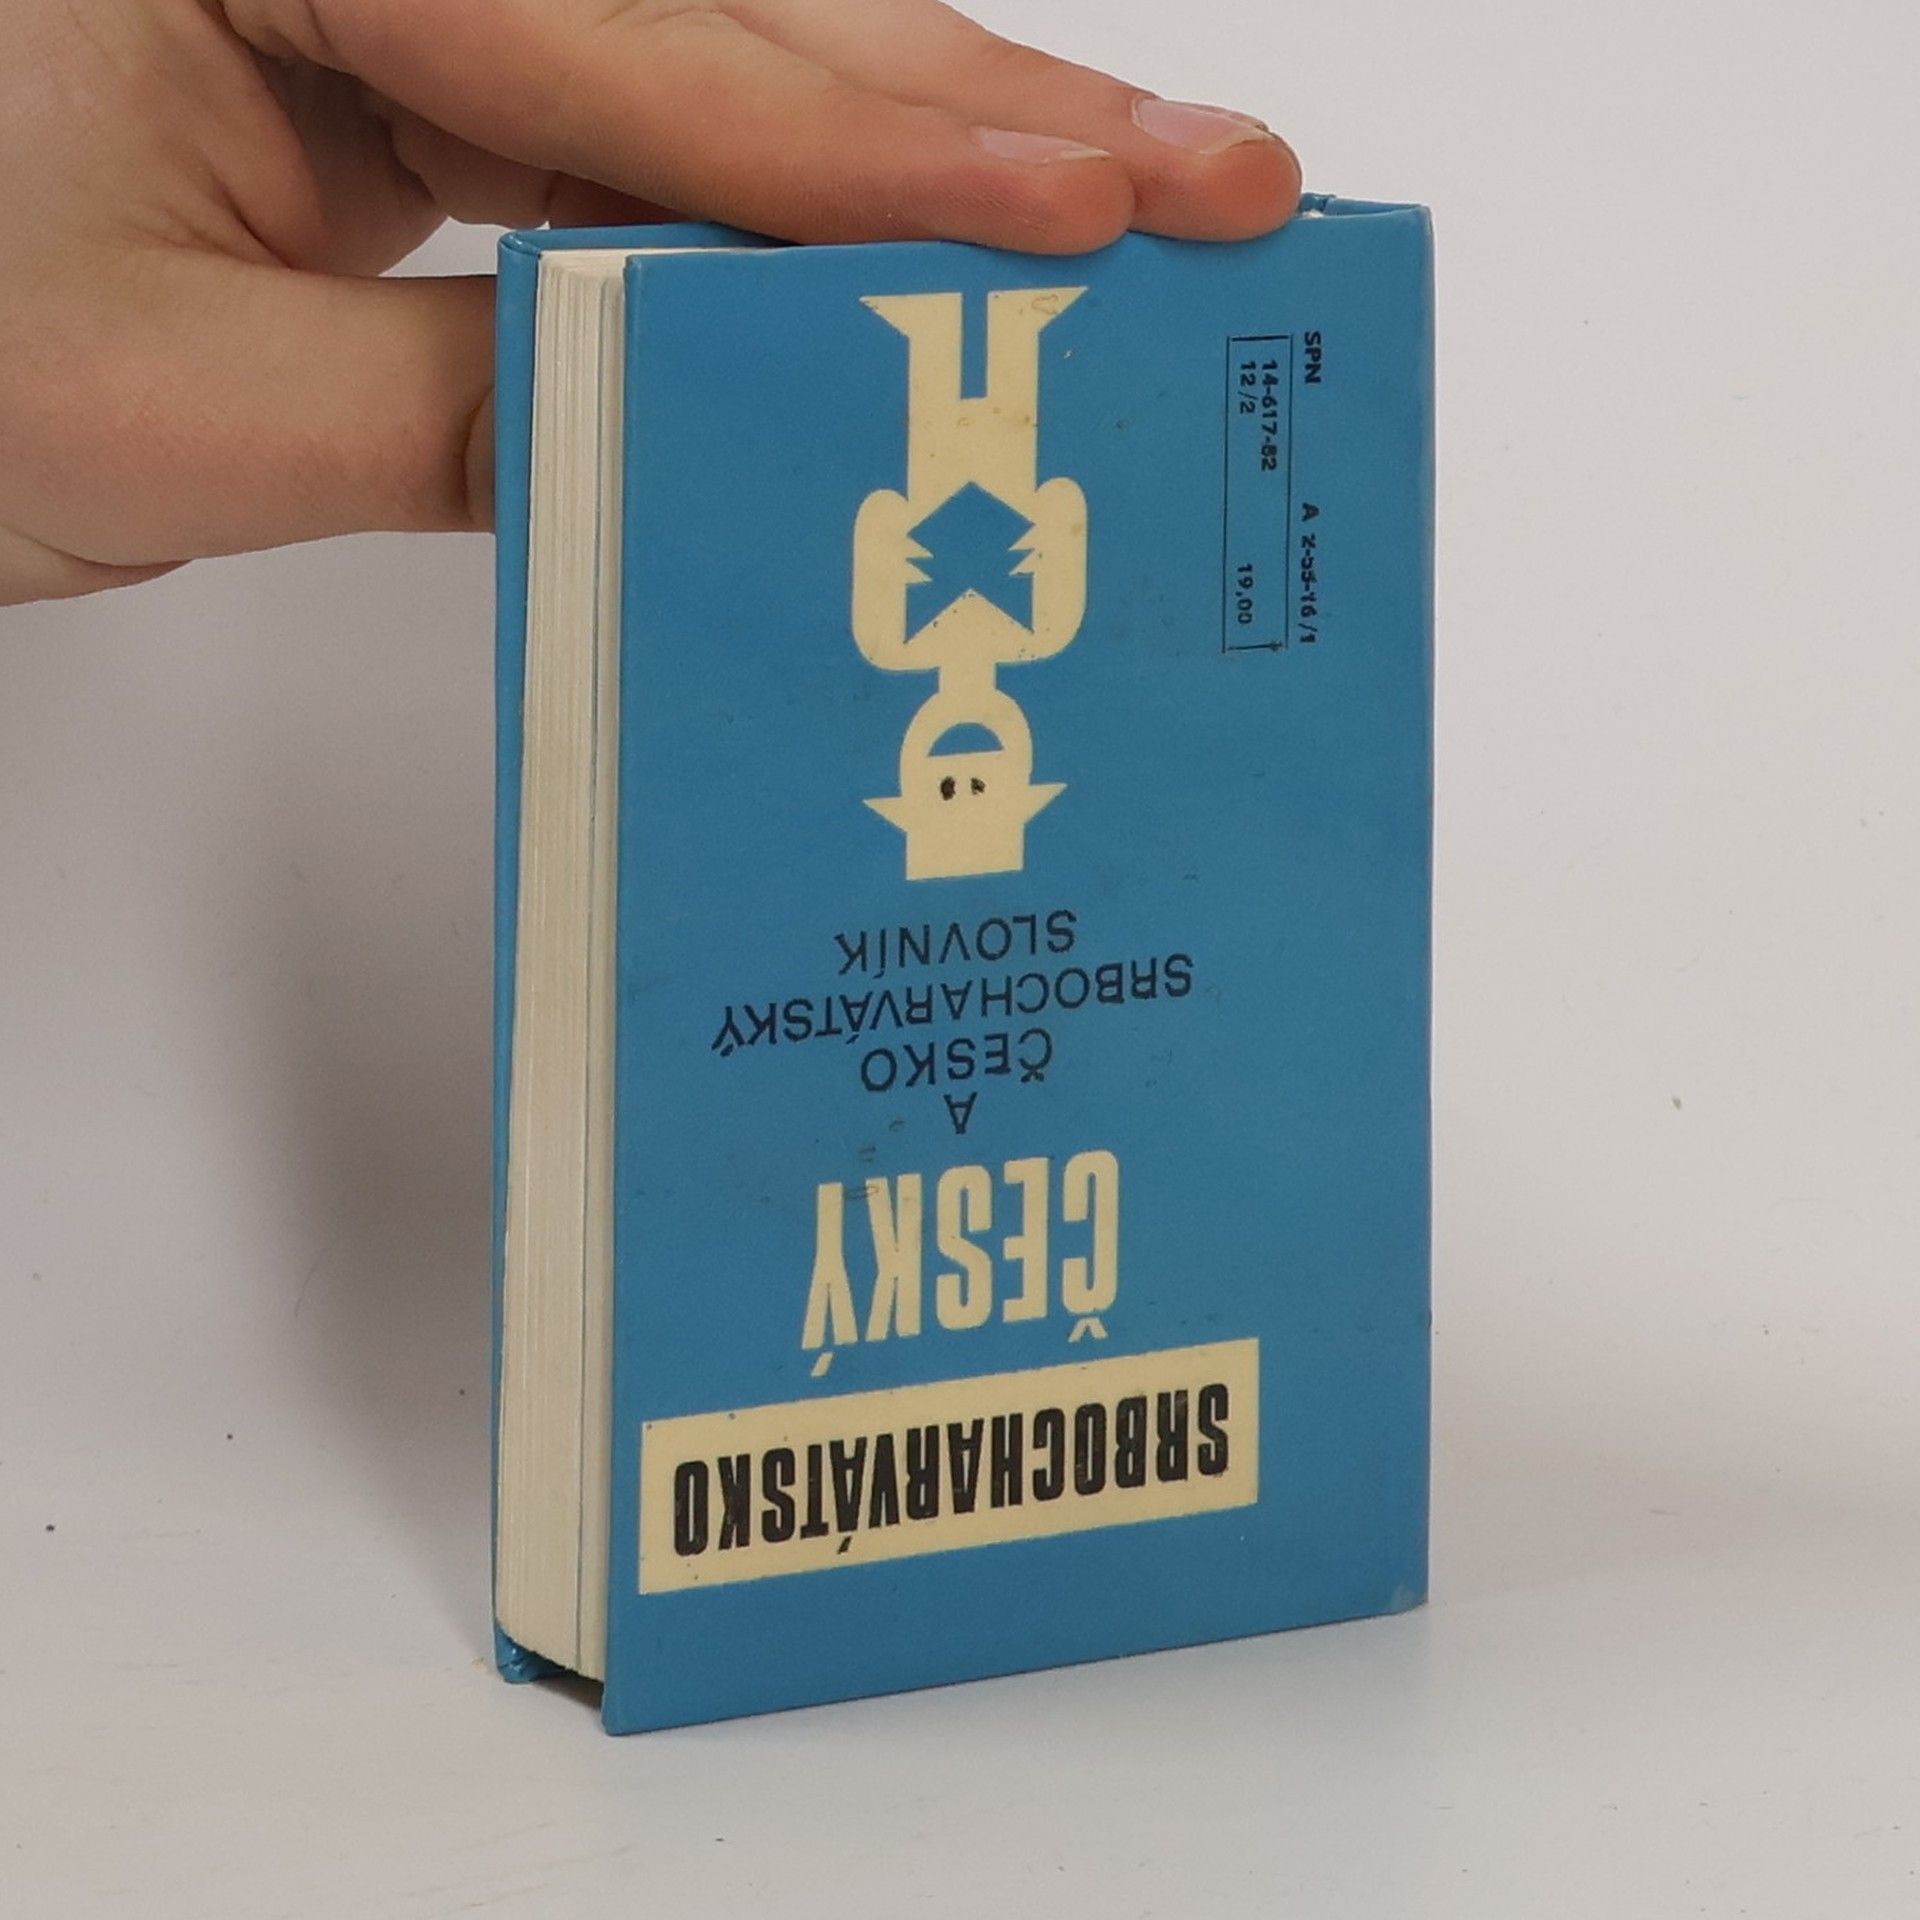 SRBOCHARVÁTSKO
ČESKÝ
A
ČESKO
SRBOCHARVÁTSKÝ
SLOVNÍK
SPN A 2-55-16/1
14-617-82
12/2 19,00